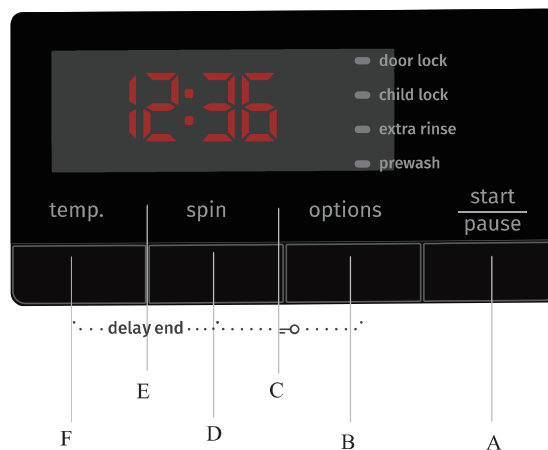 12:36
door lock
child lock
extra rinse
prewash
temp. spin options start
pause
delay end
E C
F D B A